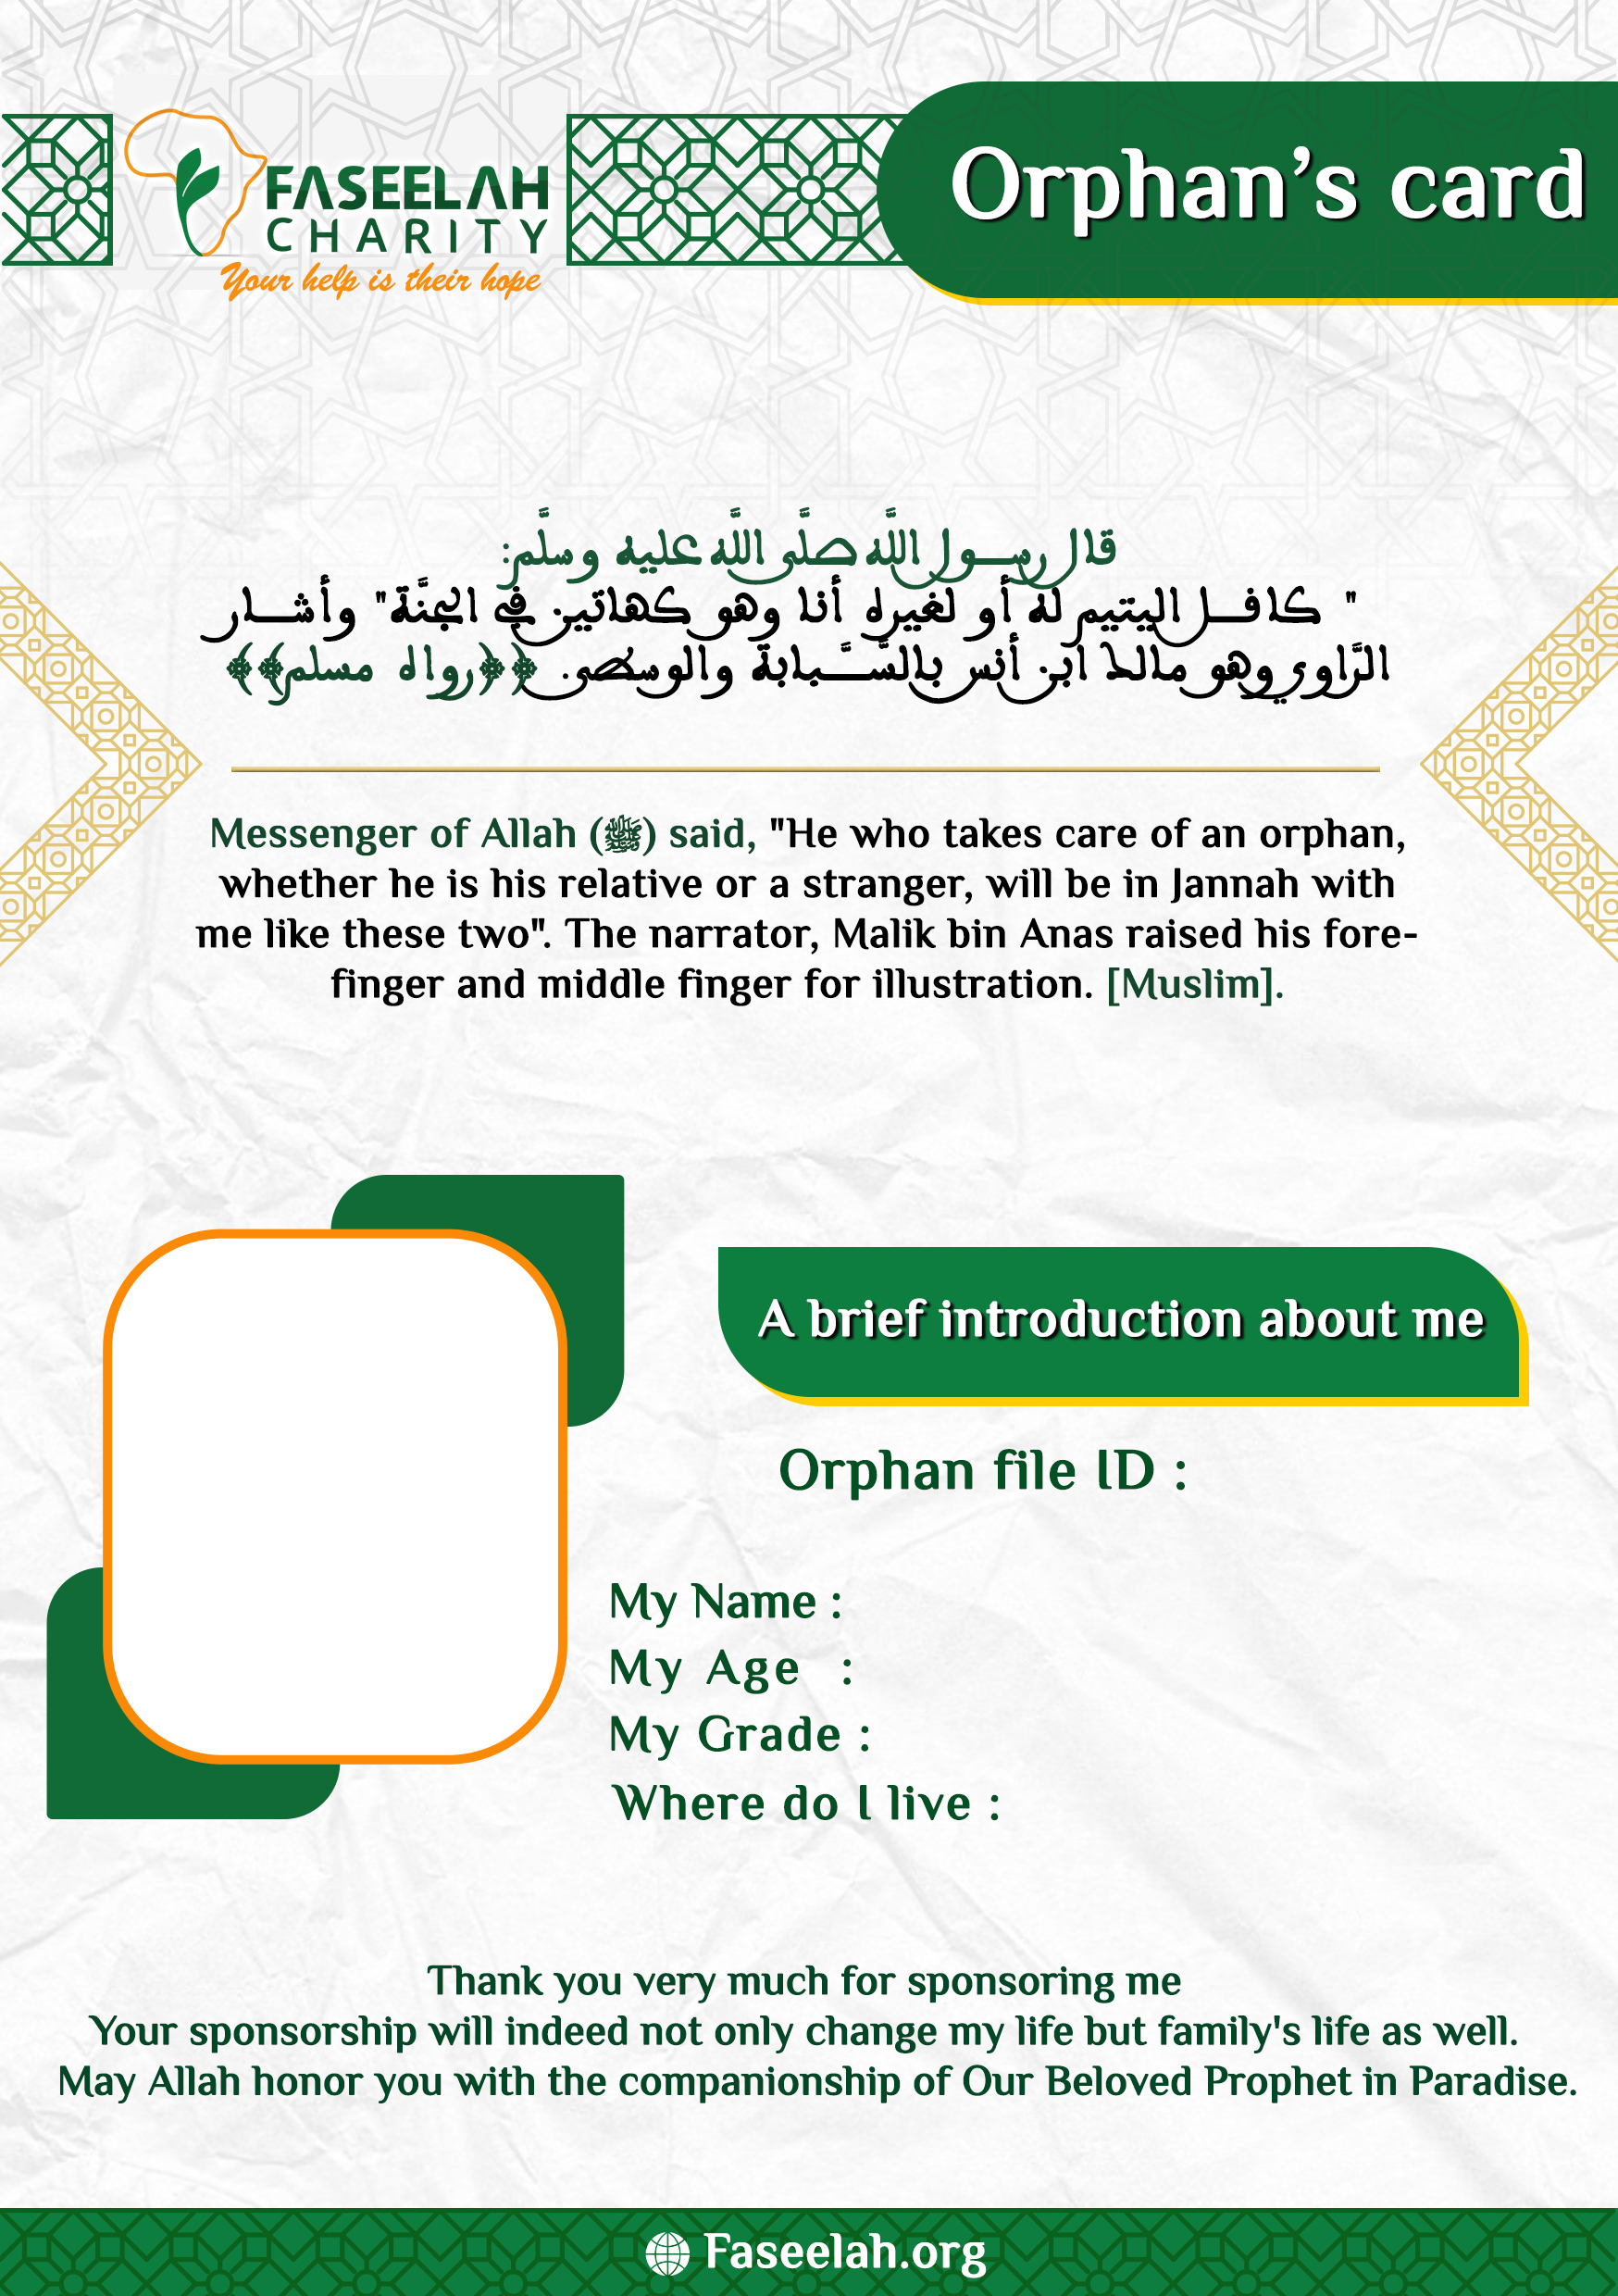 FASEELAH
CHARITY
Your help is their hope
Orphan's card
قال رسول اللَّه صلَّى اللَّه عليه وسلَّم:
" كافل اليتيم له أو لغيره أنا وهو كهاتين في الجنَّة" وأشار
الرَّاوي وهو مالك ابن أنس بالسَّبابة والوسطى. ﴿﴿رواه مسلم﴾﴾
Messenger of Allah (ﷺ) said, "He who takes care of an orphan,
whether he is his relative or a stranger, will be in Jannah with
me like these two". The narrator, Malik bin Anas raised his fore-
finger and middle finger for illustration. [Muslim].
A brief introduction about me
Orphan file ID :
My Name :
My Age :
My Grade :
Where do I live :
Thank you very much for sponsoring me
Your sponsorship will indeed not only change my life but family's life as well.
May Allah honor you with the companionship of Our Beloved Prophet in Paradise.
Faseelah.org